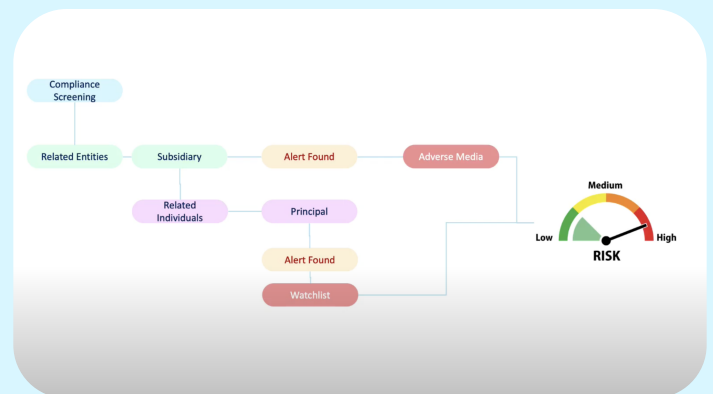 Compliance
Screening
Related Entities
Subsidiary
Alert Found
Adverse Media
Related
Individuals
Principal
Alert Found
Watchlist
Medium
Low
High
RISK